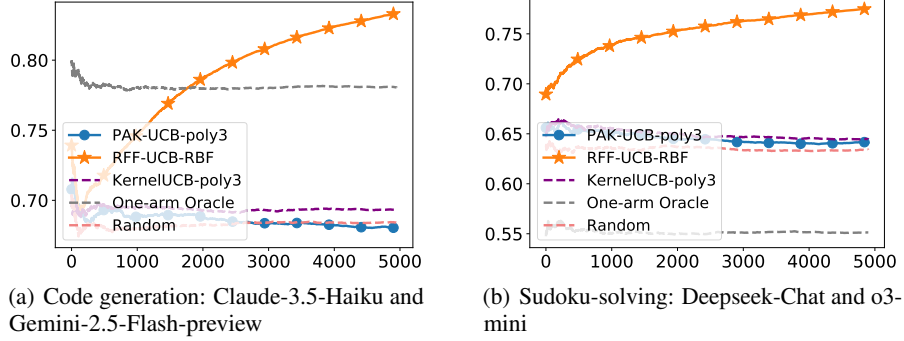 0.80
0.75
0.70
PAK-UCB-poly3
RFF-UCB-RBF
KernelUCB-poly3
One-arm Oracle
Random
0 1000 2000 3000 4000 5000
(a) Code generation: Claude-3.5-Haiku and
Gemini-2.5-Flash-preview
0.75
0.70
0.65
0.60
0.55
PAK-UCB-poly3
RFF-UCB-RBF
KernelUCB-poly3
One-arm Oracle
Random
0 1000 2000 3000 4000 5000
(b) Sudoku-solving: Deepseek-Chat and o3-
mini